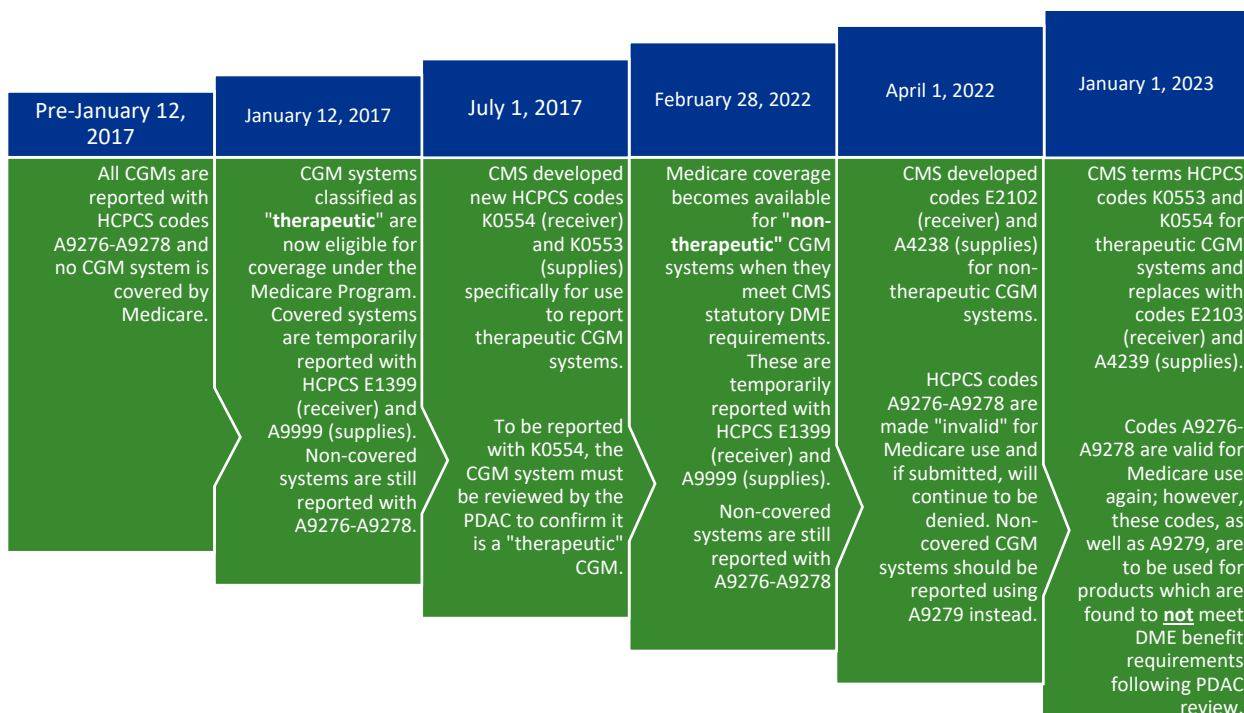 Pre-January 12,
2017
All CGMs are
reported with
HCPCS codes
A9276-A9278 and
no CGM system is
covered by
Medicare.
January 12, 2017
CGM systems
classified as
"therapeutic" are
now eligible for
coverage under the
Medicare Program.
Covered systems
are temporarily
reported with
HCPCS E1399
(receiver) and
A9999 (supplies).
Non-covered
systems are still
reported with
A9276-A9278.
July 1, 2017
CMS developed
new HCPCS codes
K0554 (receiver)
and K0553
(supplies)
specifically for use
to report
therapeutic CGM
systems.
To be reported
with K0554, the
CGM system must
be reviewed by the
PDAC to confirm it
is a "therapeutic"
CGM.
February 28, 2022
Medicare coverage
becomes available
for "non-
therapeutic" CGM
systems when they
meet CMS
statutory DME
requirements.
These are
temporarily
reported with
HCPCS E1399
(receiver) and
A9999 (supplies).
Non-covered
systems are still
reported with
A9276-A9278
April 1, 2022
CMS developed
codes E2102
(receiver) and
A4238 (supplies)
for non-
therapeutic CGM
systems.
HCPCS codes
A9276-A9278 are
made "invalid" for
Medicare use and
if submitted, will
continue to be
denied. Non-
covered CGM
systems should be
reported using
A9279 instead.
January 1, 2023
CMS terms HCPCS
codes K0553 and
K0554 for
therapeutic CGM
systems and
replaces with
codes E2103
(receiver) and
A4239 (supplies).
Codes A9276-
A9278 are valid for
Medicare use
again; however,
these codes, as
well as A9279, are
to be used for
products which are
found to not meet
DME benefit
requirements
following PDAC
review.